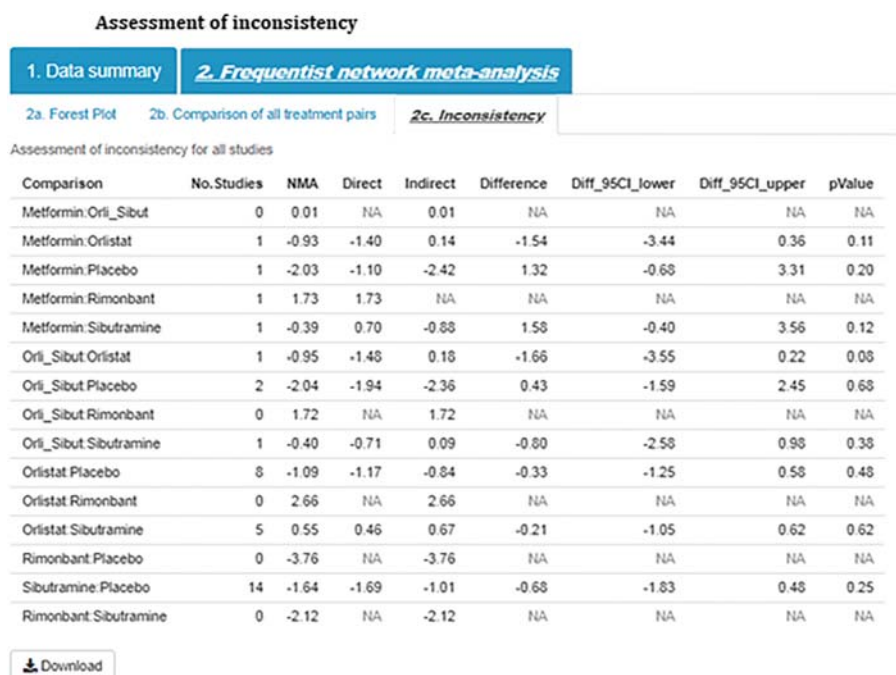 Assessment of inconsistency
1. Data summary 2. Frequentist network meta-analysis
2a. Forest Plot 2b. Comparison of all treatment pairs 2c. Inconsistency
Assessment of inconsistency for all studies
Comparison No.Studies NMA Direct Indirect Difference Diff_95CI_lower Diff_95CI_upper pValue
Metformin:Orli_Sibut 0 0.01 NA 0.01 NA NA NA NA
Metformin:Orlistat 1 -0.93 -1.40 0.14 -1.54 -3.44 0.36 0.11
Metformin:Placebo 1 -2.03 -1.10 -2.42 1.32 -0.68 3.31 0.20
Metformin:Rimonbant 1 1.73 1.73 NA NA NA NA NA
Metformin:Sibutramine 1 -0.39 0.70 -0.88 1.58 -0.40 3.56 0.12
Orli_Sibut:Orlistat 1 -0.95 -1.48 0.18 -1.66 -3.55 0.22 0.08
Orli_Sibut:Placebo 2 -2.04 -1.94 -2.36 0.43 -1.59 2.45 0.68
Orli_Sibut:Rimonbant 0 1.72 NA 1.72 NA NA NA NA
Orli_Sibut:Sibutramine 1 -0.40 -0.71 0.09 -0.80 -2.58 0.98 0.38
Orlistat:Placebo 8 -1.09 -1.17 -0.84 -0.33 -1.25 0.58 0.48
Orlistat:Rimonbant 0 2.66 NA 2.66 NA NA NA NA
Orlistat:Sibutramine 5 0.55 0.46 0.67 -0.21 -1.05 0.62 0.62
Rimonbant:Placebo 0 -3.76 NA -3.76 NA NA NA NA
Sibutramine:Placebo 14 -1.64 -1.69 -1.01 -0.68 -1.83 0.48 0.25
Rimonbant:Sibutramine 0 -2.12 NA -2.12 NA NA NA NA
Download